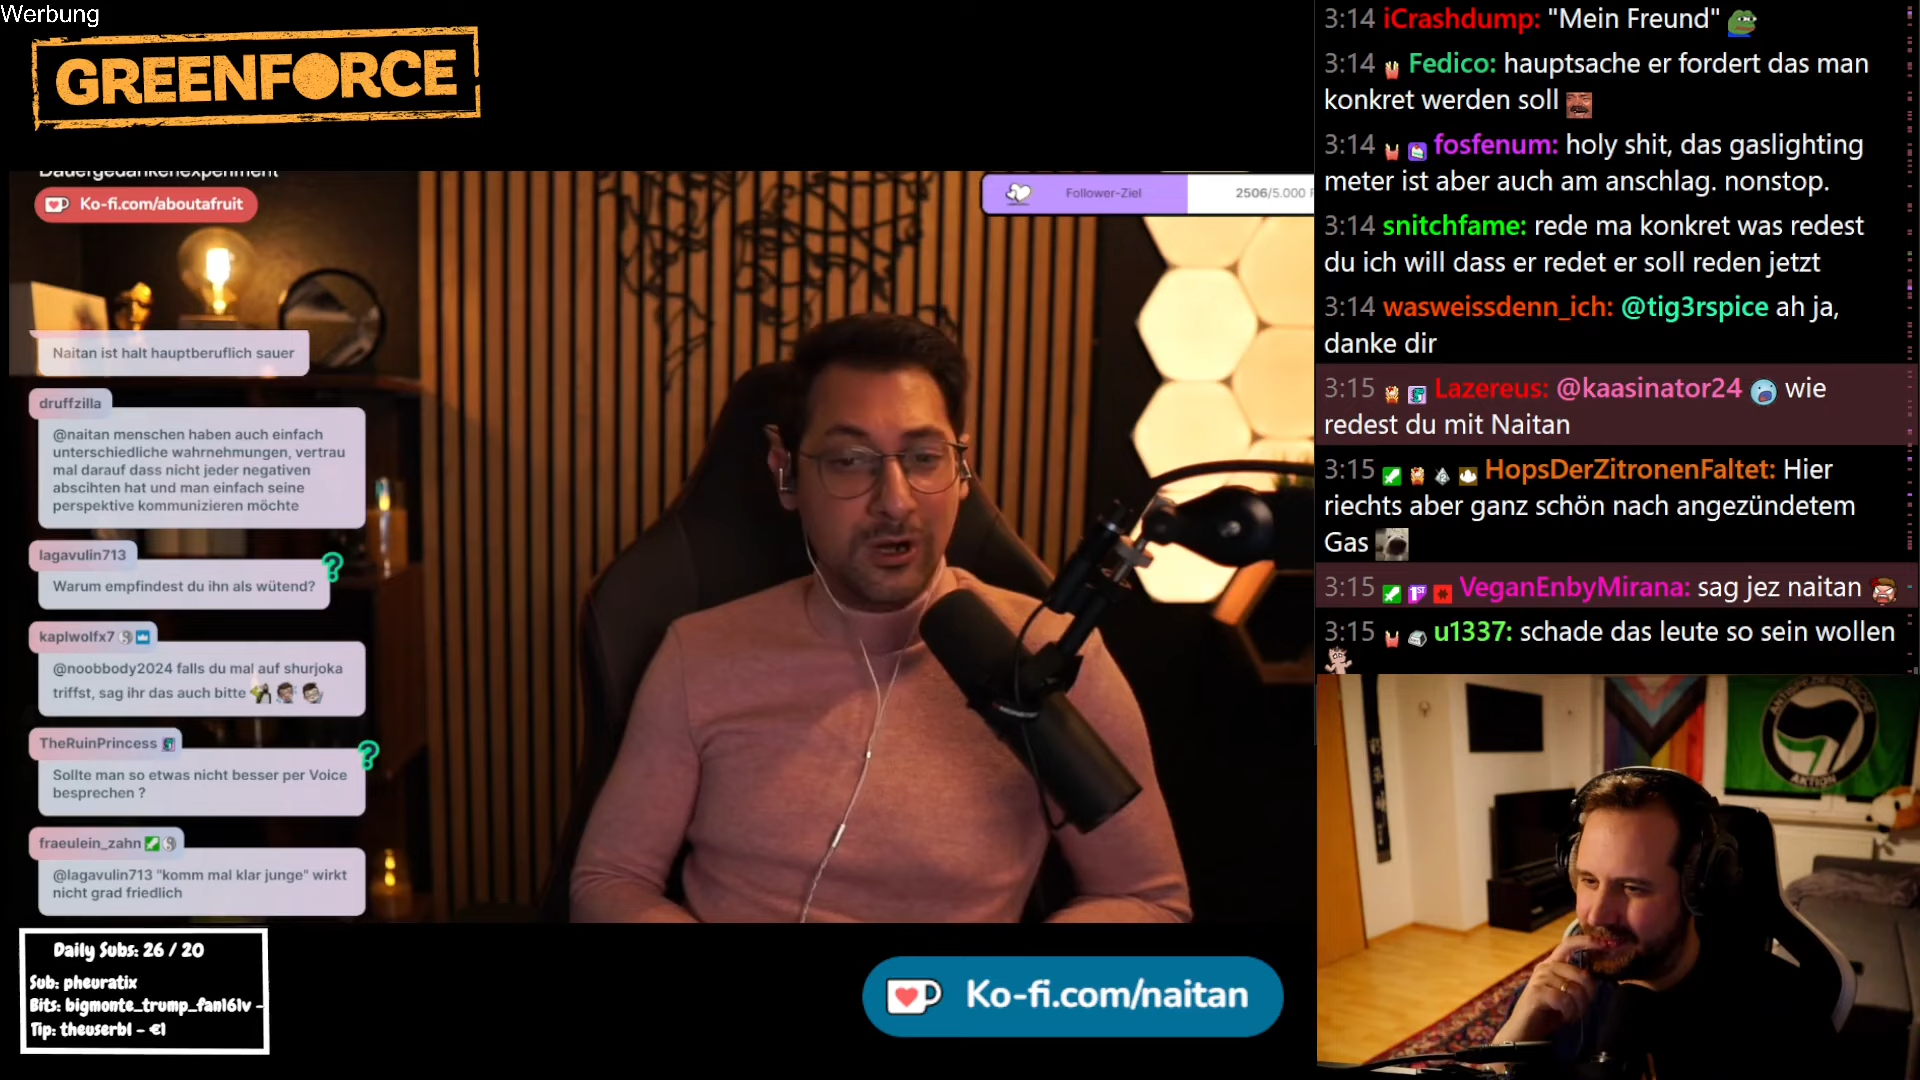 Werbung
GREENFORCE
Dauergedankenexperiment
Ko-fi.com/aboutafruit
Follower-Ziel
2506/5.000
Naitan ist halt hauptberuflich sauer
druffzilla
@naitan menschen haben auch einfach
unterschiedliche wahrnehmungen, vertrau
mal darauf dass nicht jeder negativen
abscihten hat und man einfach seine
perspektive kommunizieren möchte
lagavulin713
Warum empfindest du ihn als wütend?
?
kaplwolfx7
@noobbody2024 falls du mal auf shurjoka
triffst, sag ihr das auch bitte
TheRuinPrincess
?
Sollte man so etwas nicht besser per Voice
besprechen ?
fraeulein_zahn
@lagavulin713 "komm mal klar junge" wirkt
nicht grad friedlich
Daily Subs: 26 / 20
Sub: pheuratix
Bits: bigmonte_trump_fan161v -
Tip: theuserbl - €1
Ko-fi.com/naitan
3:14 iCrashdump: "Mein Freund"
3:14 Fedico: hauptsache er fordert das man
konkret werden soll
3:14 fosfenum: holy shit, das gaslighting
meter ist aber auch am anschlag. nonstop.
3:14 snitchfame: rede ma konkret was redest
du ich will dass er redet er soll reden jetzt
3:14 wasweissdenn_ich: @tig3rspice ah ja,
danke dir
3:15 Lazereus: @kaasinator24 wie
redest du mit Naitan
3:15 HopsDerZitronenFaltet: Hier
riechts aber ganz schön nach angezündetem
Gas
3:15 1ST VeganEnbyMirana: sag jez naitan
3:15 u1337: schade das leute so sein wollen
ANTISPEZIESISTISCHE
AKTION